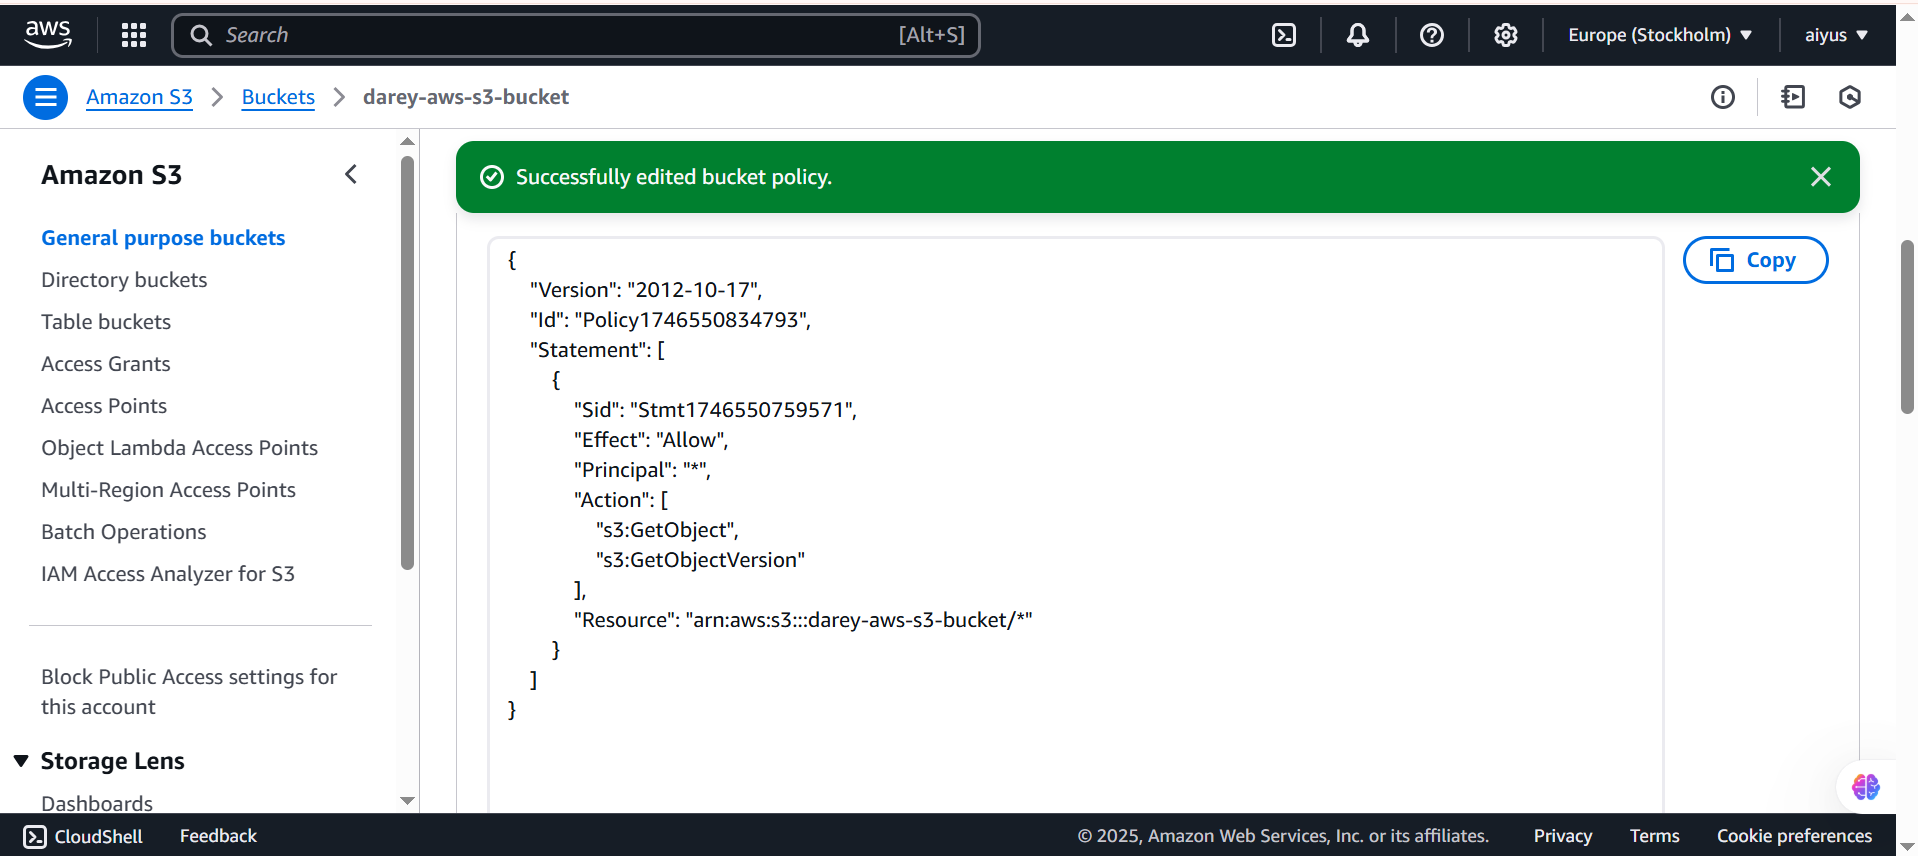 aws
Search [Alt+S]
Europe (Stockholm)
aiyus
Amazon S3 > Buckets > darey-aws-s3-bucket
Amazon S3
General purpose buckets
Directory buckets
Table buckets
Access Grants
Access Points
Object Lambda Access Points
Multi-Region Access Points
Batch Operations
IAM Access Analyzer for S3
Block Public Access settings for
this account
Storage Lens
Dashboards
Successfully edited bucket policy.
Copy
{
"Version": "2012-10-17",
"Id": "Policy1746550834793",
"Statement": [
{
"Sid": "Stmt1746550759571",
"Effect": "Allow",
"Principal": "*",
"Action": [
"s3:GetObject",
"s3:GetObjectVersion"
],
"Resource": "arn:aws:s3:::darey-aws-s3-bucket/*"
}
]
}
CloudShell
Feedback
© 2025, Amazon Web Services, Inc. or its affiliates.
Privacy
Terms
Cookie preferences